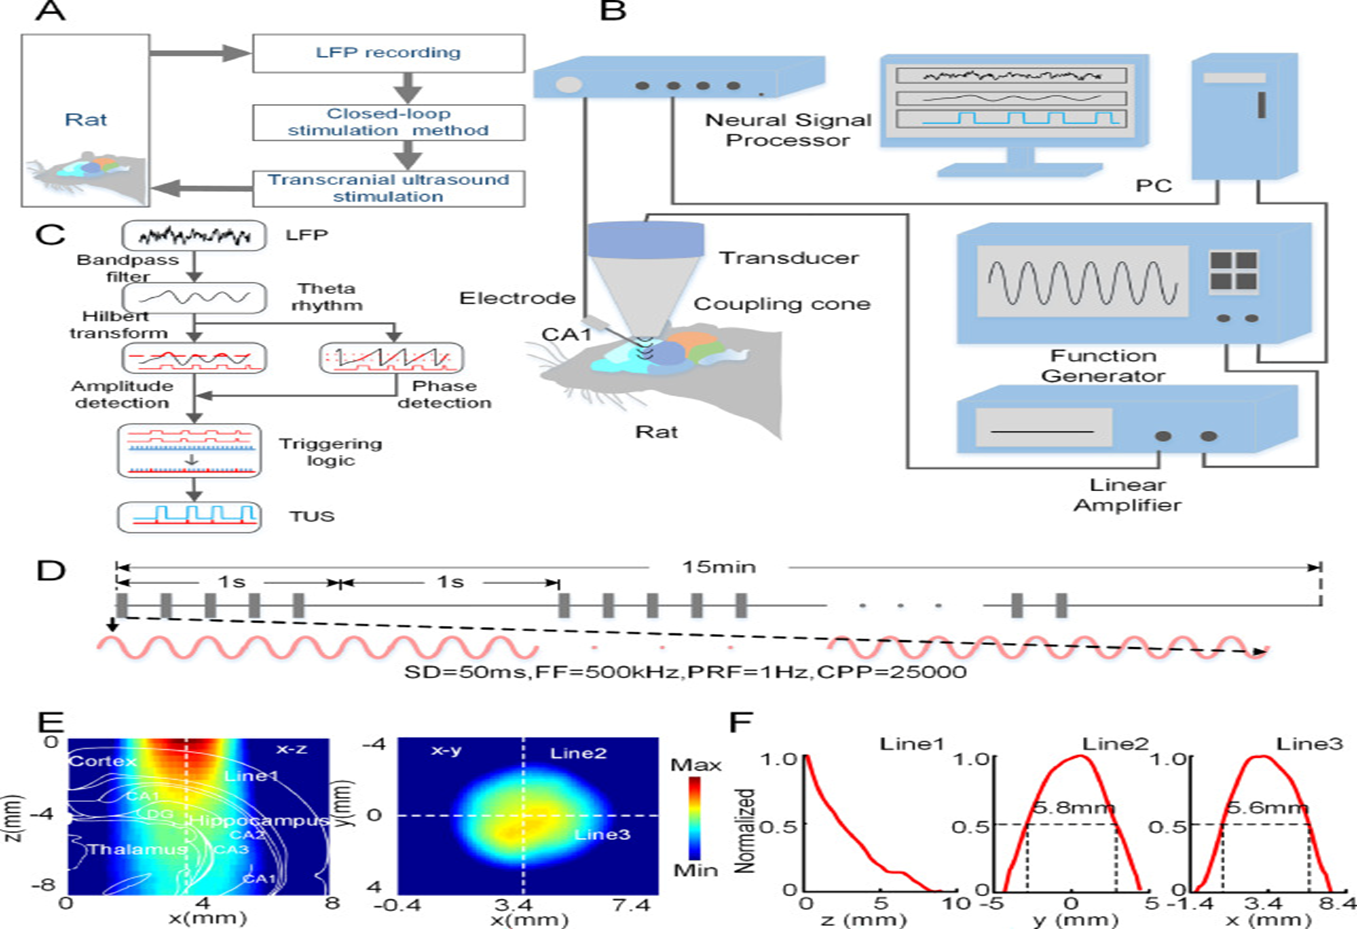 A
Rat
LFP recording
Closed-loop
stimulation method
Transcranial ultrasound
stimulation
B
Neural Signal
Processor
PC
Transducer
Electrode
Coupling cone
CA1
Rat
Function
Generator
Linear
Amplifier
C
LFP
Bandpass
filter
Theta
rhythm
Hilbert
transform
Amplitude
detection
Phase
detection
Triggering
logic
TUS
D
15min
1s
1s
SD=50ms,FF=500kHz,PRF=1Hz,CPP=25000
E
0
-4
-8
z(mm)
x-z
Cortex
Line1
CA1
DG
Hippocampus
CA2
Thalamus
CA3
CA1
0
4
8
x(mm)
-4
0
4
y(mm)
x-y
Line2
Line3
-0.4
3.4
7.4
x(mm)
Max
Min
F
Line1
Normalized
1.0
0.5
0
0
5
10
z (mm)
Line2
1.0
0.5
0
5.8mm
-5
0
5
y (mm)
Line3
1.0
0.5
0
5.6mm
-1.4
3.4
8.4
x (mm)